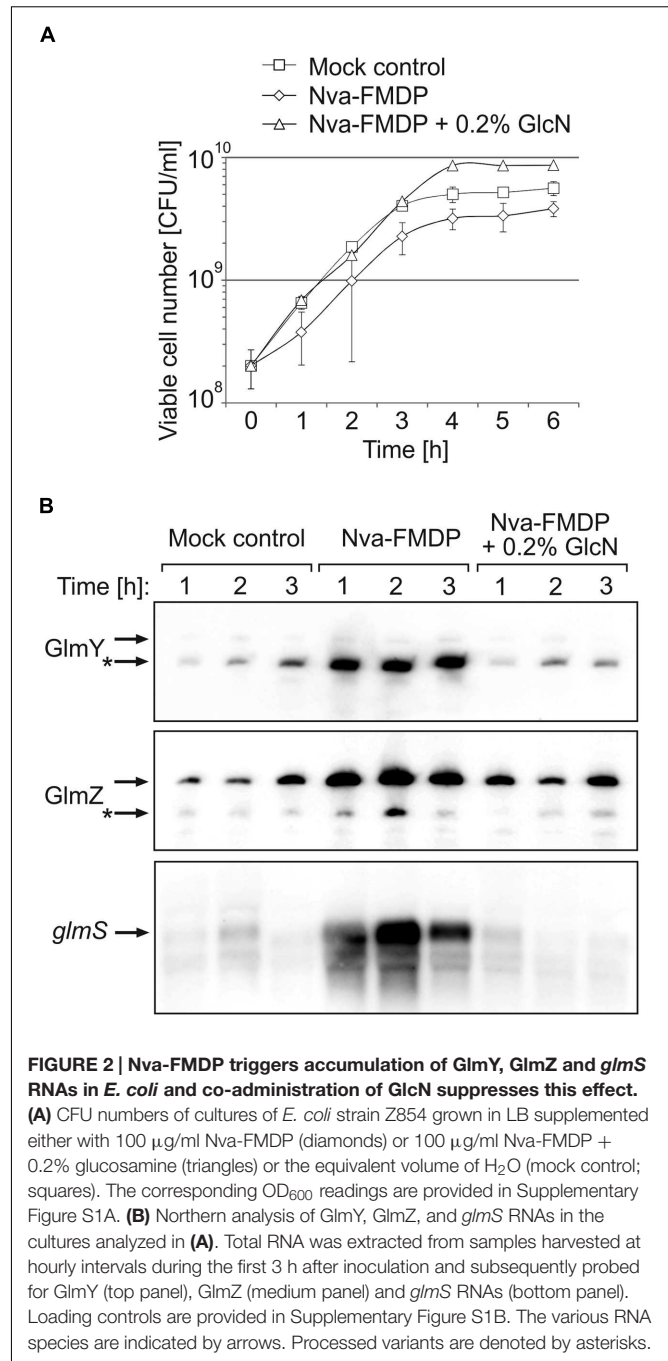 A
Mock control
Nva-FMDP
Nva-FMDP + 0.2% GlcN
Viable cell number [CFU/ml]
10^10
10^9
10^8
0 1 2 3 4 5 6
Time [h]
B
Mock control Nva-FMDP Nva-FMDP + 0.2% GlcN
Time [h]: 1 2 3 1 2 3 1 2 3
GlmY
*
GlmZ
*
glmS
FIGURE 2 | Nva-FMDP triggers accumulation of GlmY, GlmZ and glmS
RNAs in E. coli and co-administration of GlcN suppresses this effect.
(A) CFU numbers of cultures of E. coli strain Z854 grown in LB supplemented
either with 100 μg/ml Nva-FMDP (diamonds) or 100 μg/ml Nva-FMDP +
0.2% glucosamine (triangles) or the equivalent volume of H₂O (mock control;
squares). The corresponding OD₆₀₀ readings are provided in Supplementary
Figure S1A. (B) Northern analysis of GlmY, GlmZ, and glmS RNAs in the
cultures analyzed in (A). Total RNA was extracted from samples harvested at
hourly intervals during the first 3 h after inoculation and subsequently probed
for GlmY (top panel), GlmZ (medium panel) and glmS RNAs (bottom panel).
Loading controls are provided in Supplementary Figure S1B. The various RNA
species are indicated by arrows. Processed variants are denoted by asterisks.